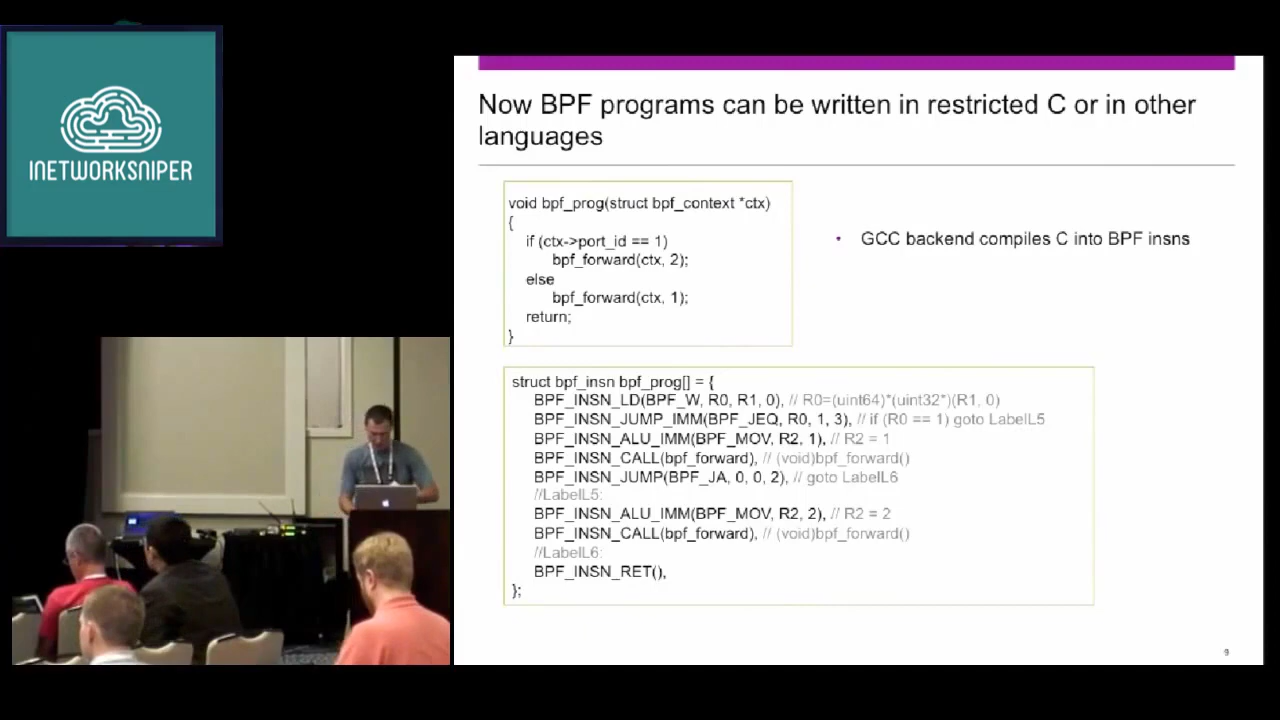 INETWORKSNIPER
Now BPF programs can be written in restricted C or in other
languages
void bpf_prog(struct bpf_context *ctx)
{
if (ctx->port_id == 1)
bpf_forward(ctx, 2);
else
bpf_forward(ctx, 1);
return;
}
• GCC backend compiles C into BPF insns
struct bpf_insn bpf_prog[] = {
BPF_INSN_LD(BPF_W, R0, R1, 0), // R0=(uint64)*(uint32*)(R1, 0)
BPF_INSN_JUMP_IMM(BPF_JEQ, R0, 1, 3), // if (R0 == 1) goto LabelL5
BPF_INSN_ALU_IMM(BPF_MOV, R2, 1), // R2 = 1
BPF_INSN_CALL(bpf_forward), // (void)bpf_forward()
BPF_INSN_JUMP(BPF_JA, 0, 0, 2), // goto LabelL6
//LabelL5:
BPF_INSN_ALU_IMM(BPF_MOV, R2, 2), // R2 = 2
BPF_INSN_CALL(bpf_forward), // (void)bpf_forward()
//LabelL6:
BPF_INSN_RET(),
};
9